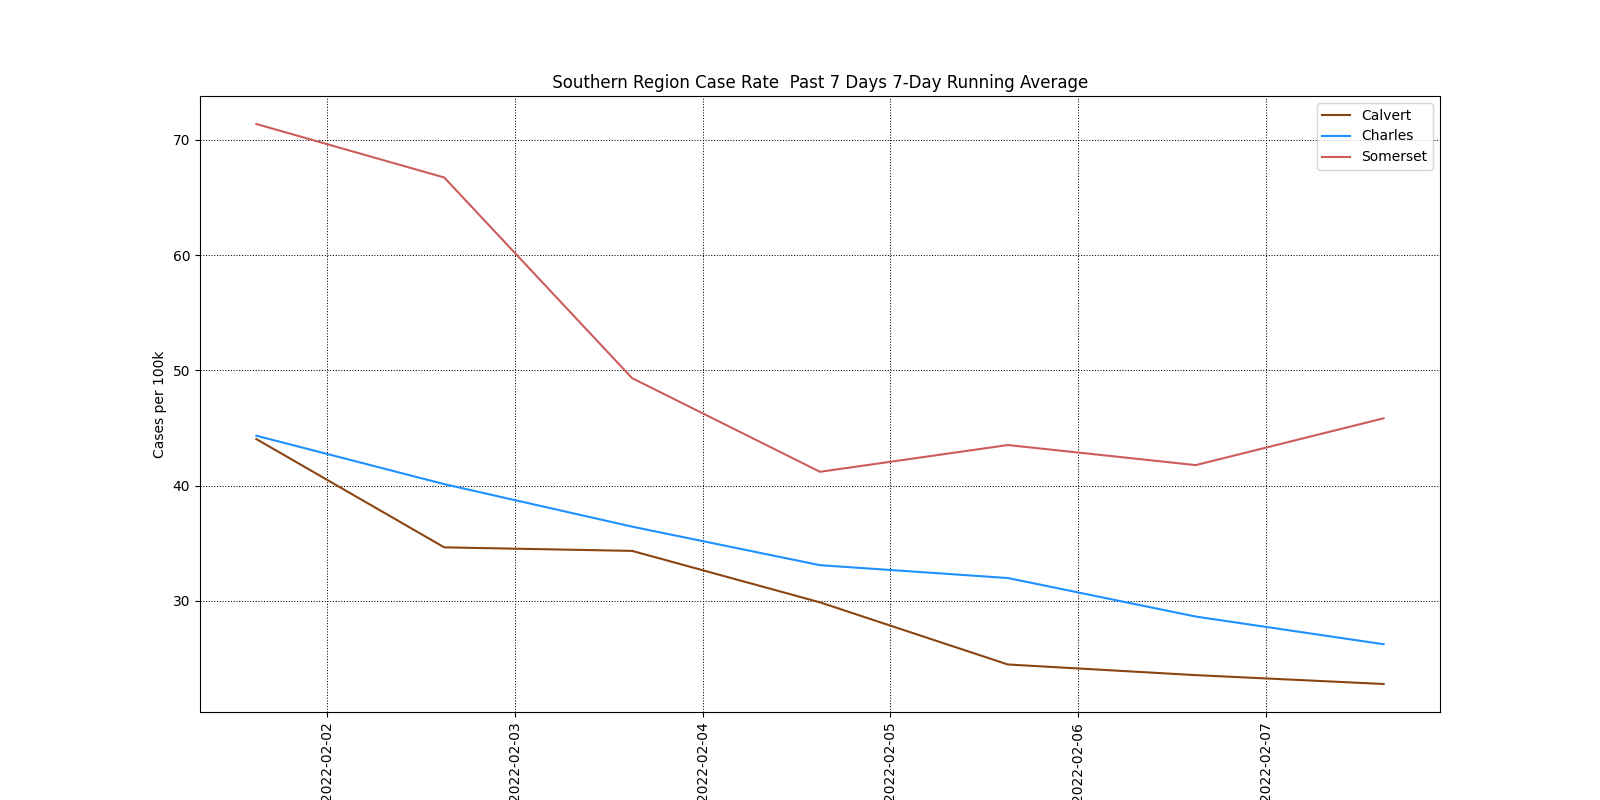 Southern Region Case Rate  Past 7 Days 7-Day Running Average
Calvert
Charles
Somerset
70
60
50
40
30
Cases per 100k
2022-02-02
2022-02-03
2022-02-04
2022-02-05
2022-02-06
2022-02-07